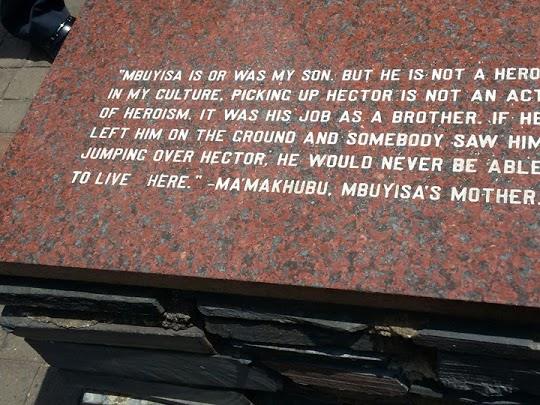 "MBUYISA IS OR WAS MY SON. BUT HE IS NOT A HERO
IN MY CULTURE, PICKING UP HECTOR IS NOT AN ACT
OF HEROISM. IT WAS HIS JOB AS A BROTHER. IF HE
LEFT HIM ON THE GROUND AND SOMEBODY SAW HIM
JUMPING OVER HECTOR, HE WOULD NEVER BE ABLE
TO LIVE HERE." -MA'MAKHUBU, MBUYISA'S MOTHER.